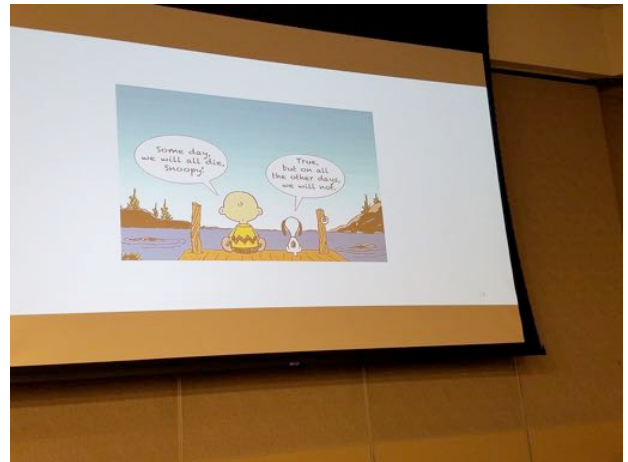 Some day,
we will all die,
Snoopy!
True,
but on all
the other days,
we will not.